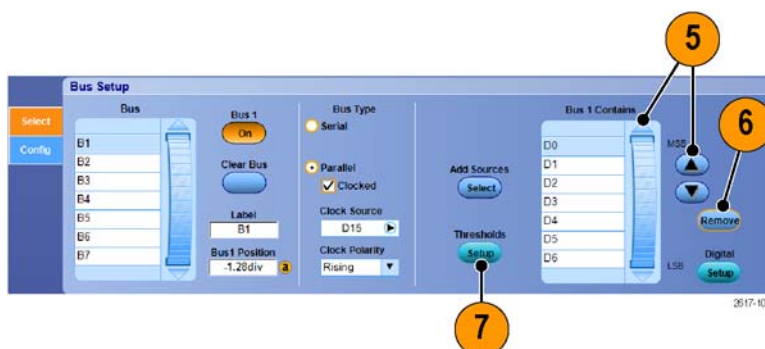 5
Bus Setup
Select
Config
Bus
B1
B2
B3
B4
B5
B6
B7
Bus 1
On
Clear Bus
Label
B1
Bus1 Position
-1.28div
a
Bus Type
Serial
Parallel
Clocked
Clock Source
D15
Clock Polarity
Rising
Add Sources
Select
Thresholds
Setup
7
Bus 1 Contains
D0
D1
D2
D3
D4
D5
D6
MSB
6
Remove
LSB
Digital
Setup